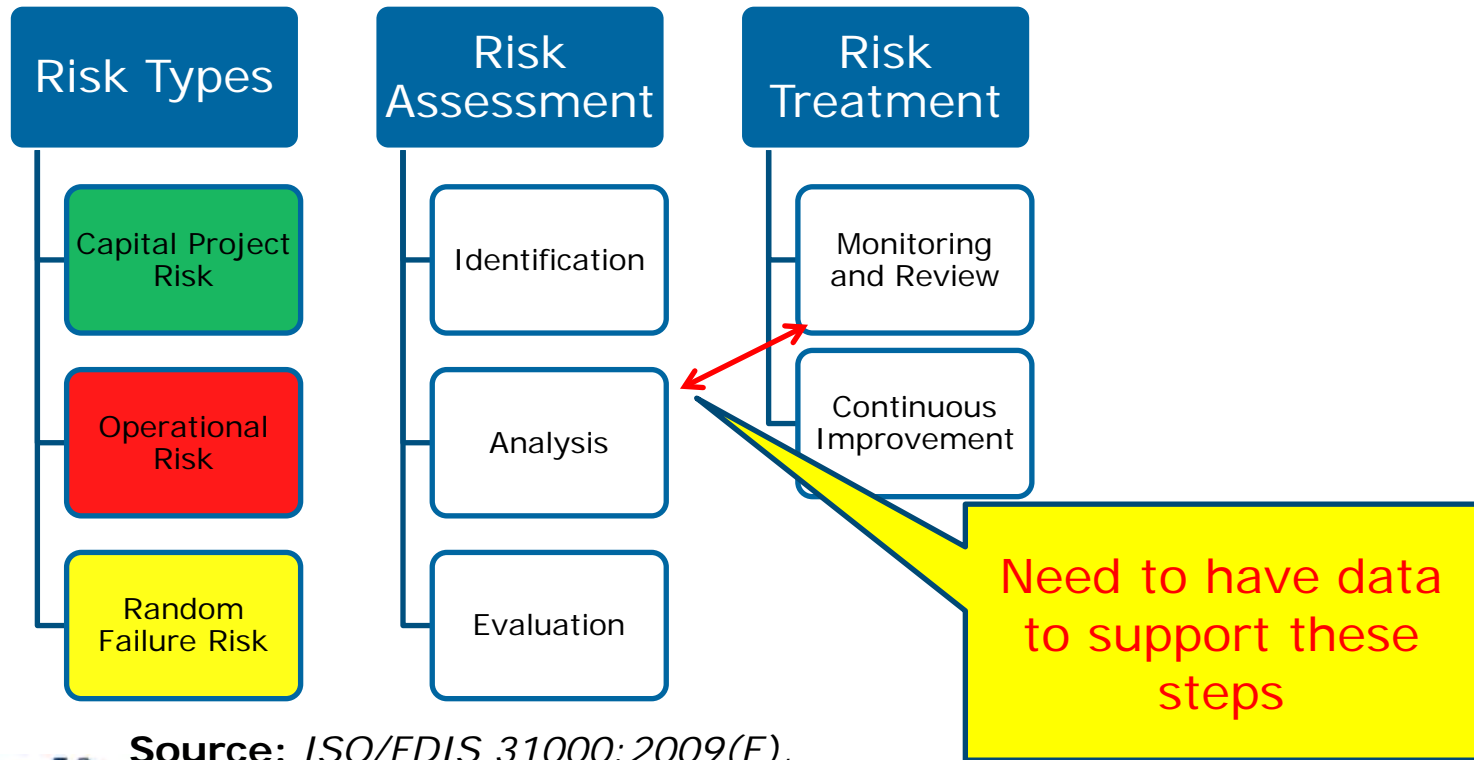 Risk Types
Capital Project
Risk
Operational
Risk
Random
Failure Risk
Risk
Assessment
Identification
Analysis
Evaluation
Risk
Treatment
Monitoring
and Review
Continuous
Improvement
Need to have data
to support these
steps
Source: ISO/FDIS 31000:2009(E),